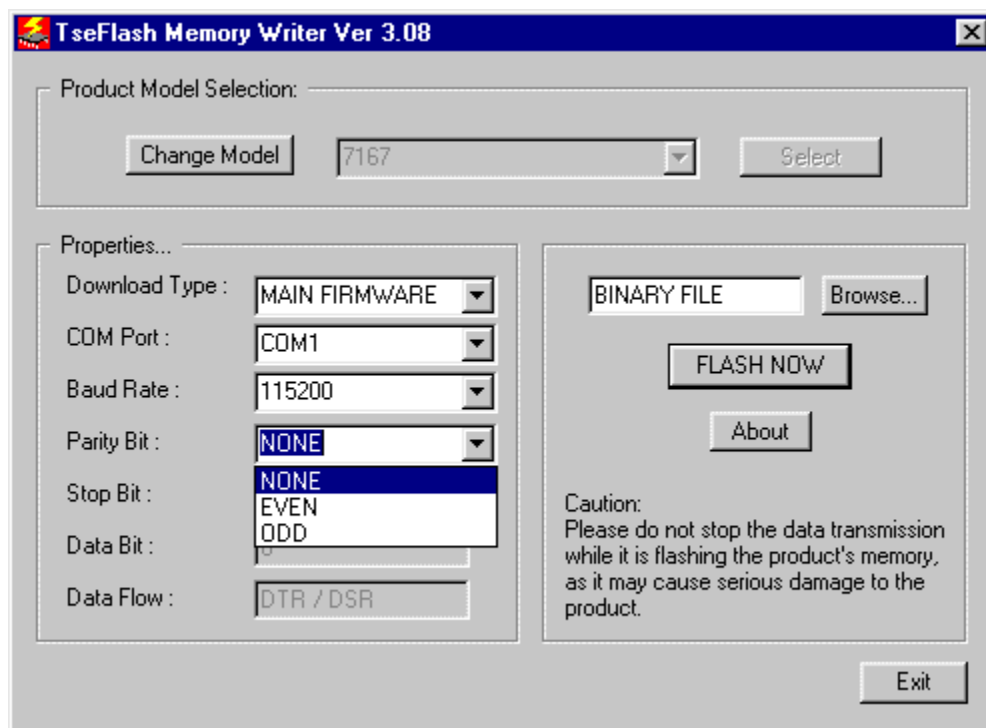 TseFlash Memory Writer Ver 3.08
Product Model Selection:
Change Model
7167
Select
Properties...
Download Type :
MAIN FIRMWARE
COM Port :
COM1
Baud Rate :
115200
Parity Bit :
NONE
NONE
EVEN
ODD
Stop Bit :
Data Bit :
Data Flow :
DTR / DSR
BINARY FILE
Browse...
FLASH NOW
About
Caution:
Please do not stop the data transmission
while it is flashing the product's memory,
as it may cause serious damage to the
product.
Exit